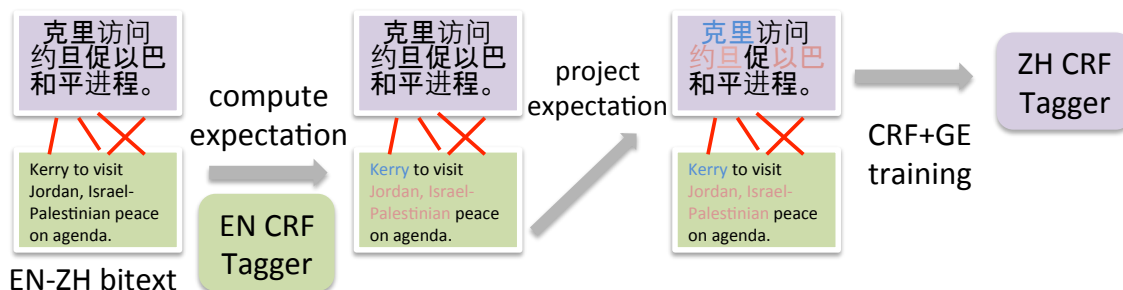 克里访问
约旦促以巴
和平进程。
Kerry to visit
Jordan, Israel-
Palestinian peace
on agenda.
EN-ZH bitext
compute
expectation
EN CRF
Tagger
克里访问
约旦促以巴
和平进程。
Kerry to visit
Jordan, Israel-
Palestinian peace
on agenda.
project
expectation
克里访问
约旦促以巴
和平进程。
Kerry to visit
Jordan, Israel-
Palestinian peace
on agenda.
CRF+GE
training
ZH CRF
Tagger